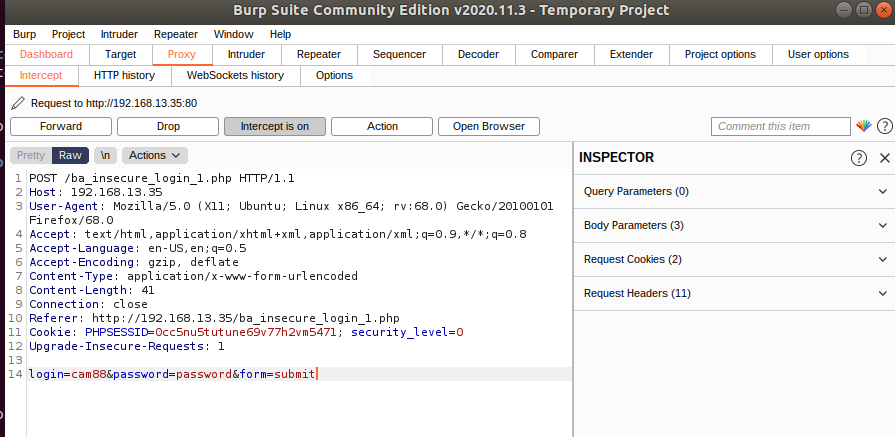 Burp Suite Community Edition v2020.11.3 - Temporary Project
Burp Project Intruder Repeater Window Help
Dashboard Target Proxy Intruder Repeater Sequencer Decoder Comparer Extender Project options User options
Intercept HTTP history WebSockets history Options
Request to http://192.168.13.35:80
Forward Drop Intercept is on Action Open Browser Comment this item
Pretty Raw \n Actions
INSPECTOR
1 POST /ba_insecure_login_1.php HTTP/1.1
2 Host: 192.168.13.35
3 User-Agent: Mozilla/5.0 (X11; Ubuntu; Linux x86_64; rv:68.0) Gecko/20100101
Firefox/68.0
4 Accept: text/html,application/xhtml+xml,application/xml;q=0.9,*/*;q=0.8
5 Accept-Language: en-US,en;q=0.5
6 Accept-Encoding: gzip, deflate
7 Content-Type: application/x-www-form-urlencoded
8 Content-Length: 41
9 Connection: close
10 Referer: http://192.168.13.35/ba_insecure_login_1.php
11 Cookie: PHPSESSID=0cc5nu5tutune69v77h2vm5471; security_level=0
12 Upgrade-Insecure-Requests: 1
13
14 login=cam88&password=password&form=submit
Query Parameters (0)
Body Parameters (3)
Request Cookies (2)
Request Headers (11)